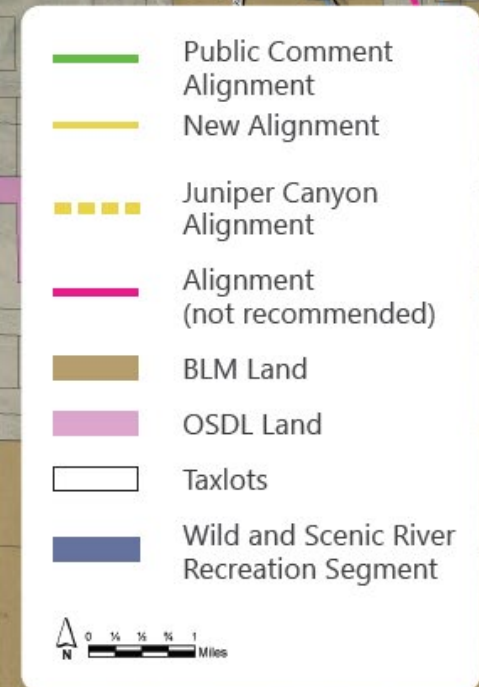 Public Comment
Alignment
New Alignment
Juniper Canyon
Alignment
Alignment
(not recommended)
BLM Land
OSDL Land
Taxlots
Wild and Scenic River
Recreation Segment
0 ¼ ½ ¾ 1
Miles
N